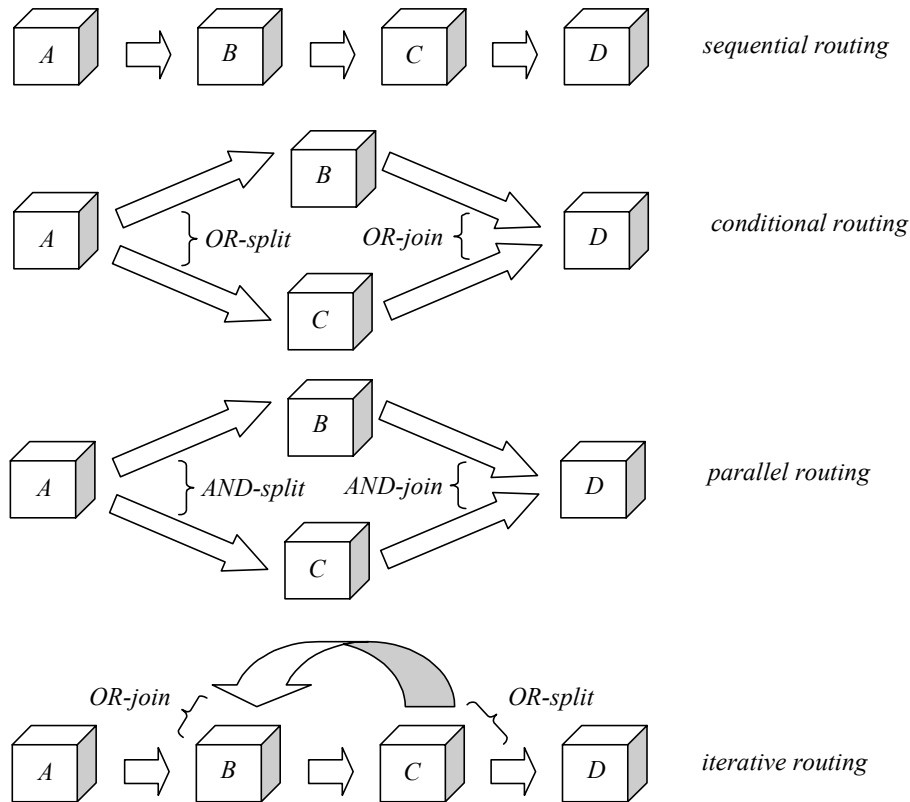 A B C D sequential routing
B
A OR-split OR-join D conditional routing
C
B
A AND-split AND-join D parallel routing
C
OR-join OR-split
A B C D iterative routing